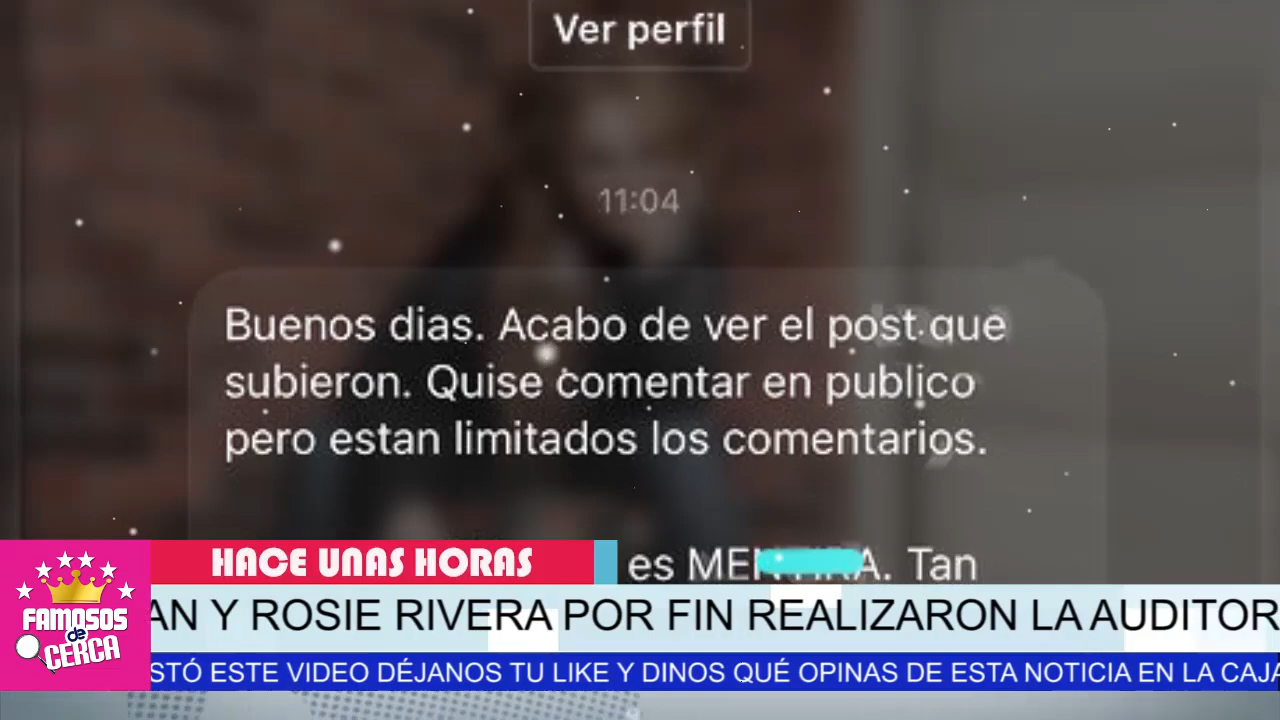 Ver perfil
11:04
Buenos dias. Acabo de ver el post que
subieron. Quise comentar en publico
pero estan limitados los comentarios.
es MENTIRA. Tan
HACE UNAS HORAS
AN Y ROSIE RIVERA POR FIN REALIZARON LA AUDITOR
STÓ ESTE VIDEO DÉJANOS TU LIKE Y DINOS QUÉ OPINAS DE ESTA NOTICIA EN LA CAJA
FAMOSOS
de
CERCA